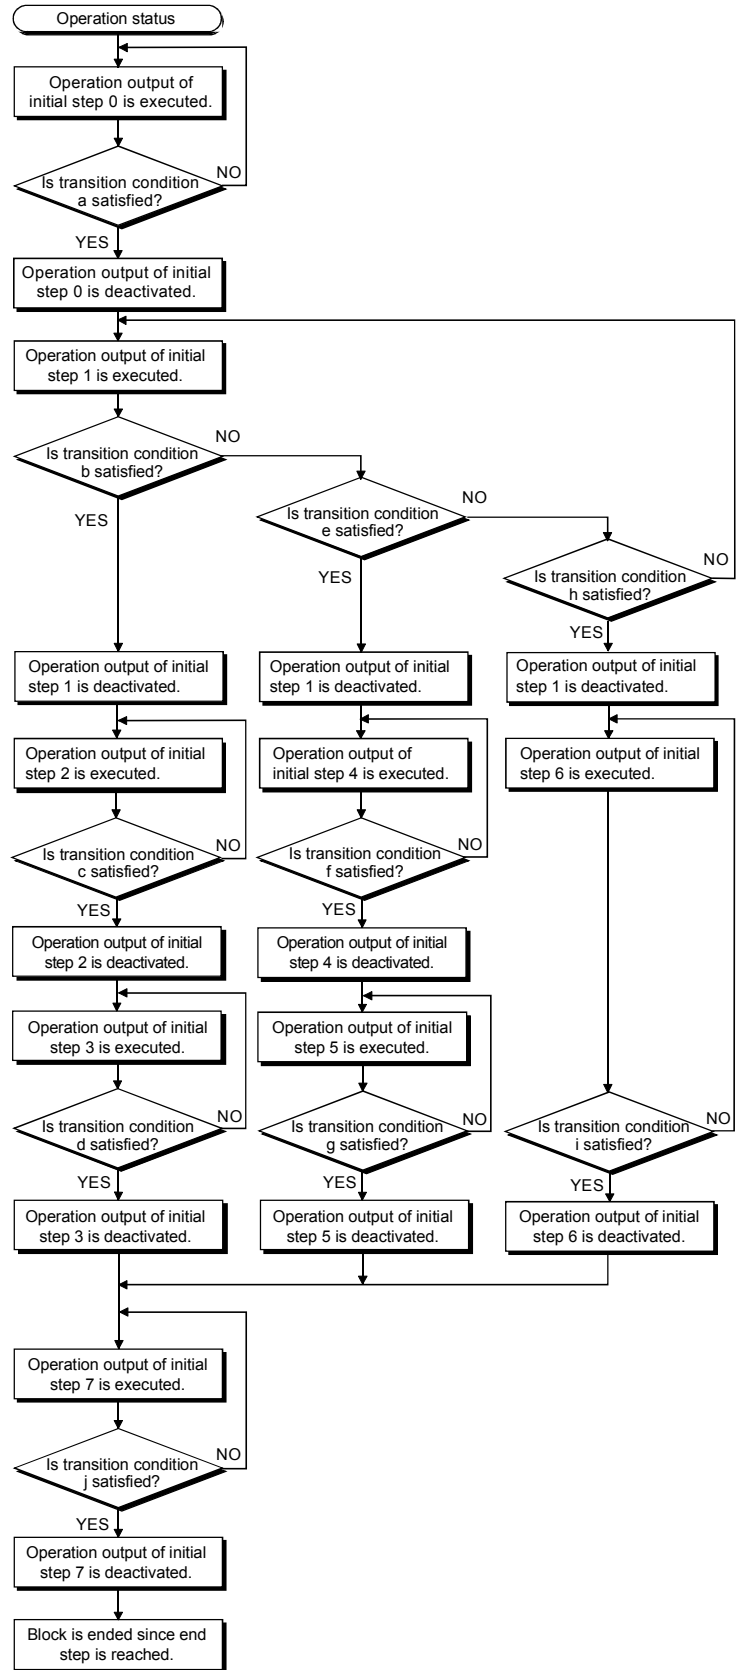 Operation status
Operation output of
initial step 0 is executed.
NO
Is transition condition
a satisfied?
YES
Operation output of initial
step 0 is deactivated.
Operation output of initial
step 1 is executed.
NO
Is transition condition
b satisfied?
YES
NO
Is transition condition
e satisfied?
YES
NO
Is transition condition
h satisfied?
YES
Operation output of initial
step 1 is deactivated.
Operation output of initial
step 1 is deactivated.
Operation output of initial
step 1 is deactivated.
Operation output of initial
step 2 is executed.
Operation output of
initial step 4 is executed.
Operation output of initial
step 6 is executed.
NO
Is transition condition
c satisfied?
YES
NO
Is transition condition
f satisfied?
YES
Operation output of initial
step 2 is deactivated.
Operation output of initial
step 4 is deactivated.
Operation output of initial
step 3 is executed.
Operation output of initial
step 5 is executed.
NO
Is transition condition
d satisfied?
YES
NO
Is transition condition
g satisfied?
YES
NO
Is transition condition
i satisfied?
YES
Operation output of initial
step 3 is deactivated.
Operation output of initial
step 5 is deactivated.
Operation output of initial
step 6 is deactivated.
Operation output of initial
step 7 is executed.
NO
Is transition condition
j satisfied?
YES
Operation output of initial
step 7 is deactivated.
Block is ended since end
step is reached.